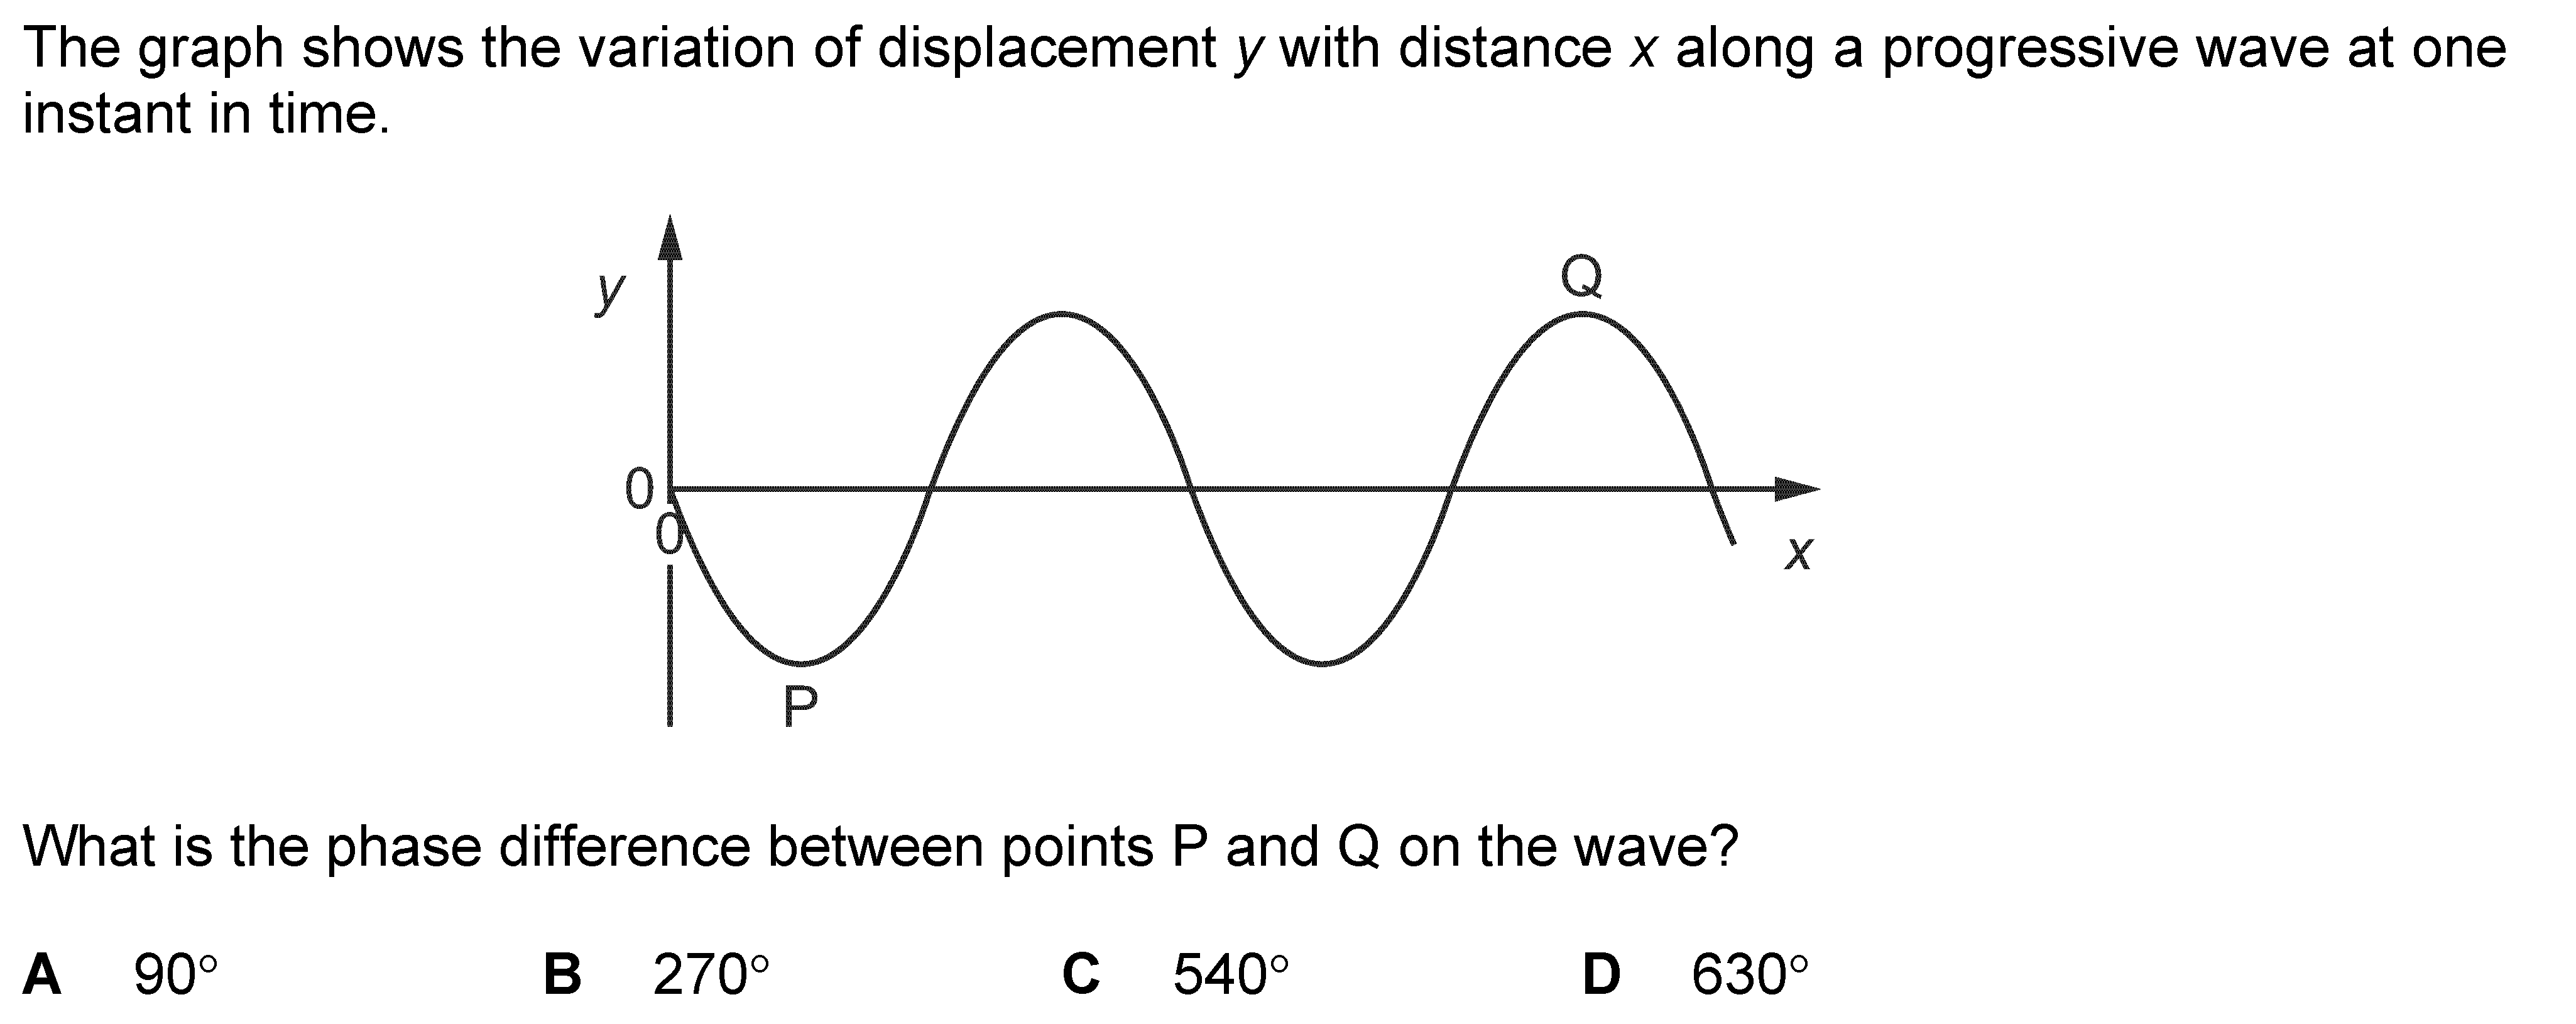 The graph shows the variation of displacement y with distance x along a progressive wave at one
instant in time.
y
Q
0
0
x
P
What is the phase difference between points P and Q on the wave?
A 90° B 270° C 540° D 630°